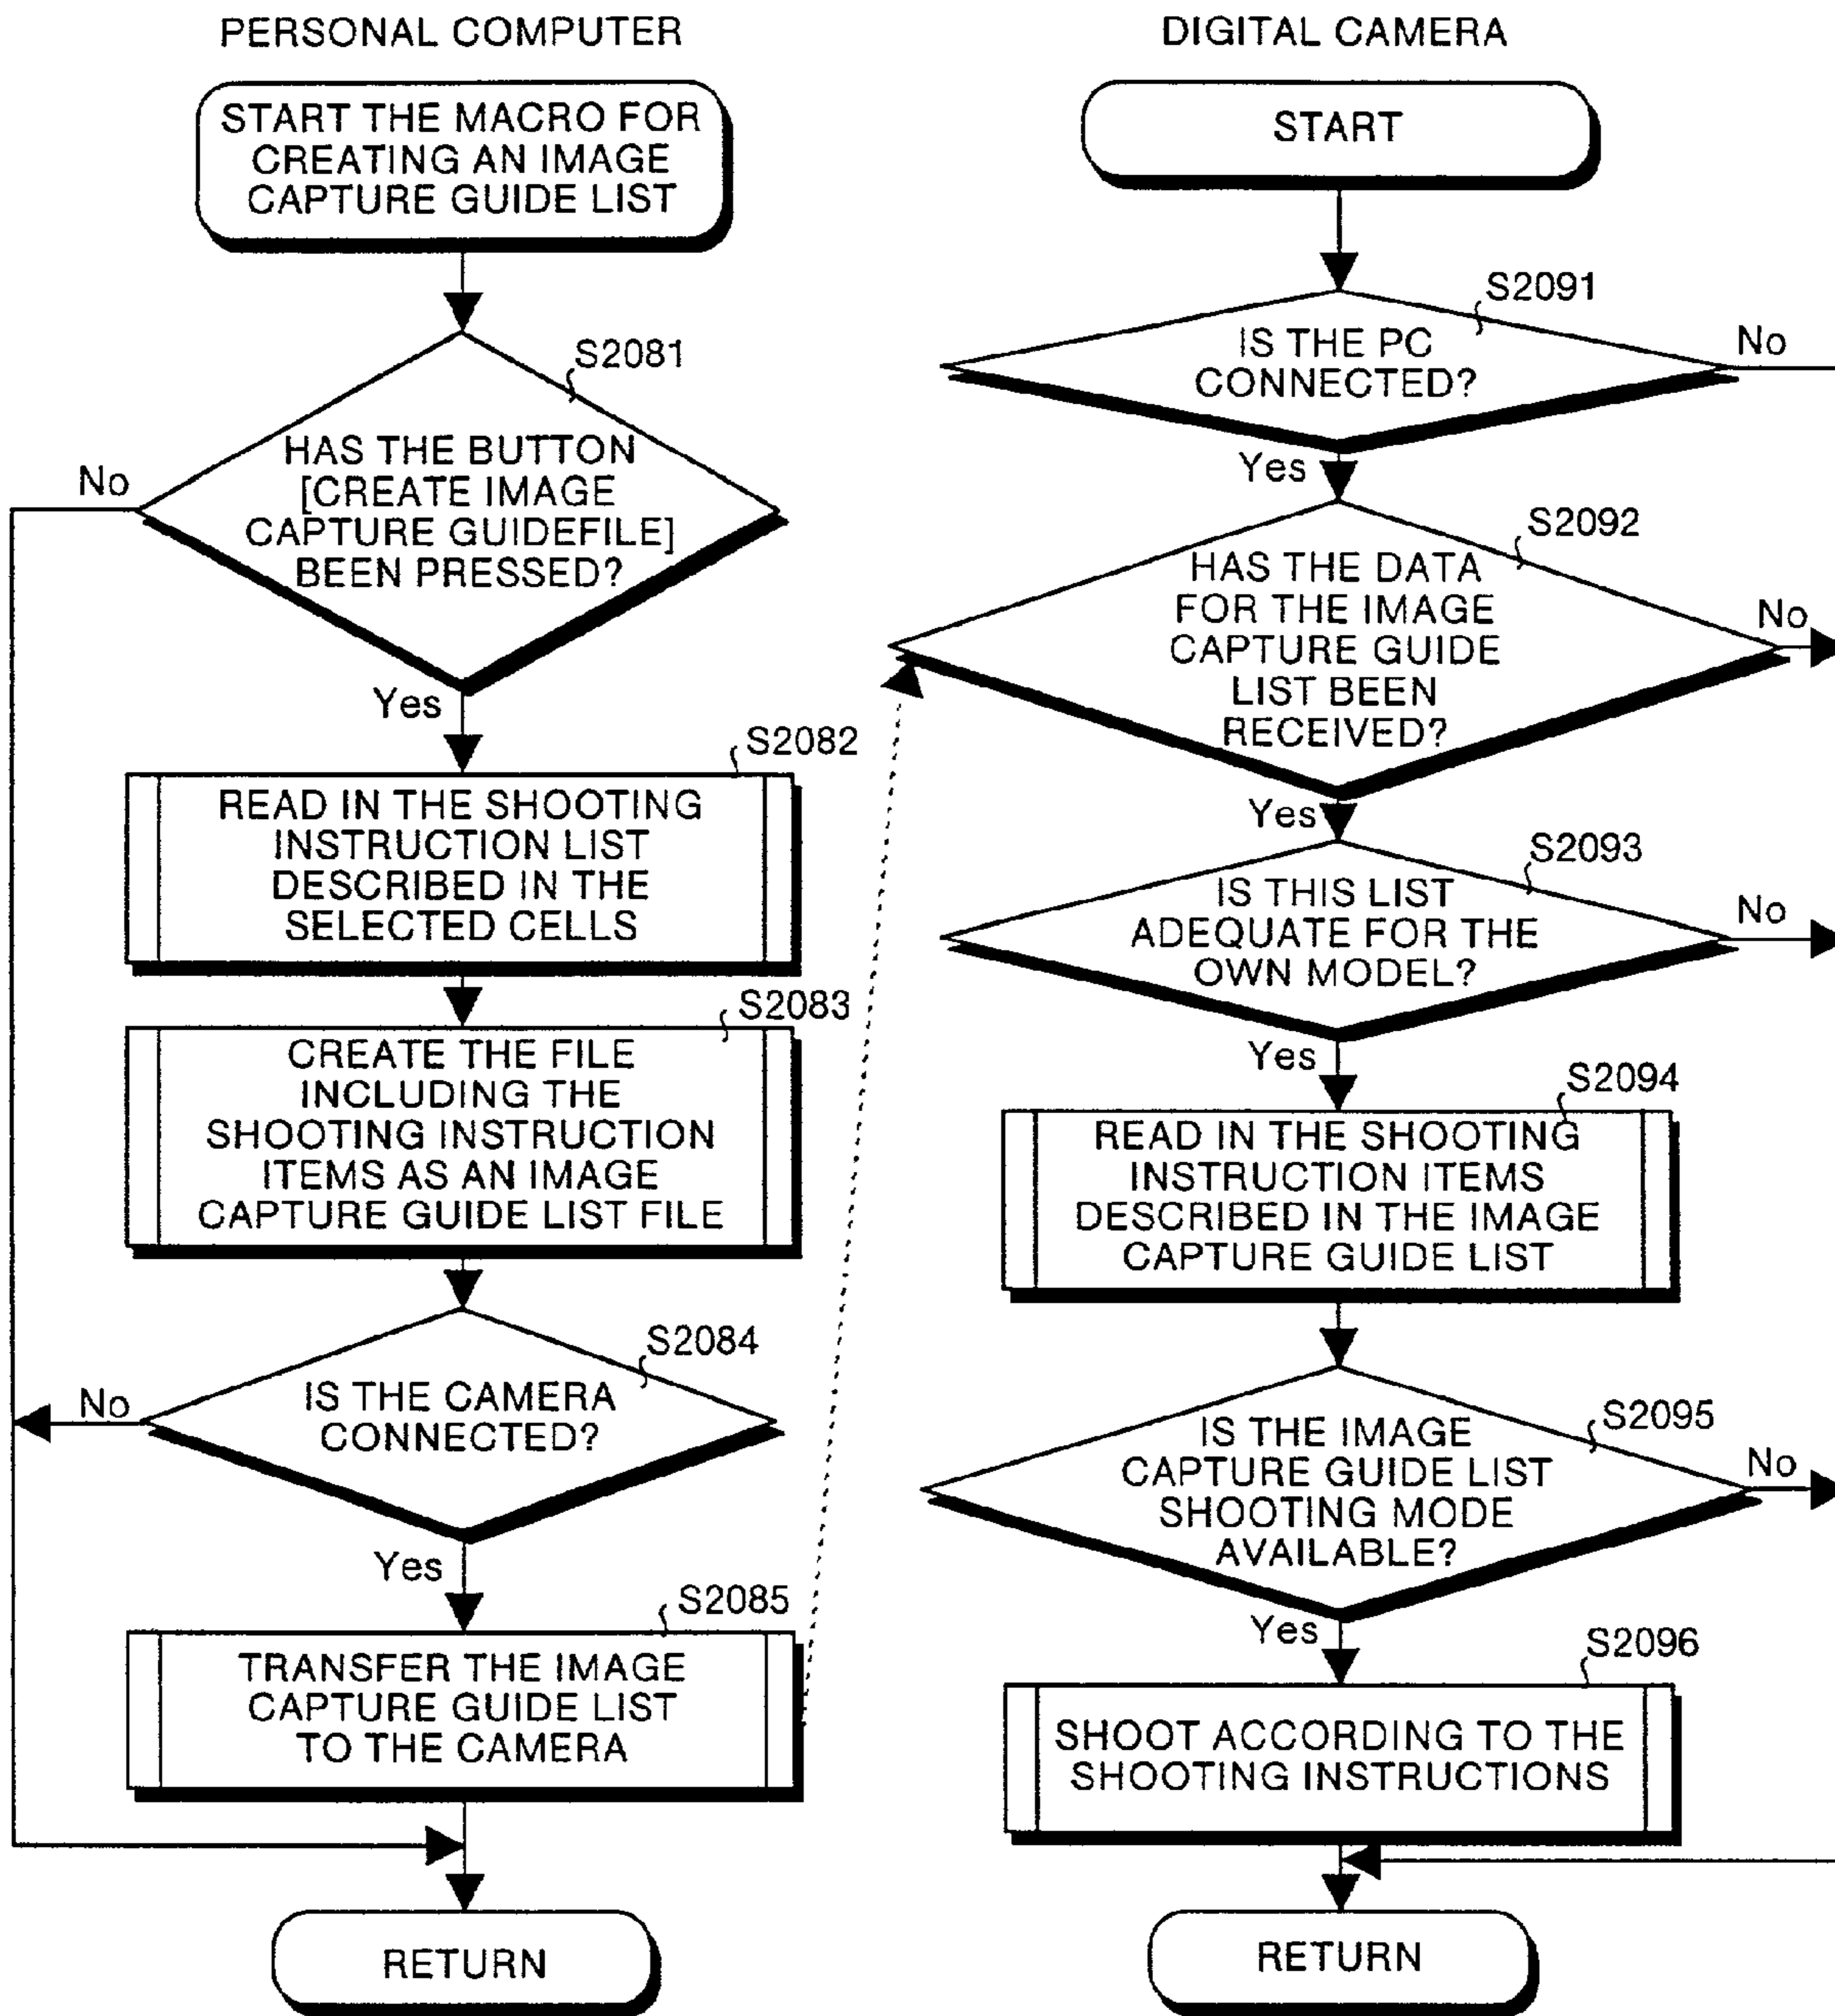 PERSONAL COMPUTER
START THE MACRO FOR
CREATING AN IMAGE
CAPTURE GUIDE LIST
S2081
HAS THE BUTTON
[CREATE IMAGE
CAPTURE GUIDEFILE]
BEEN PRESSED?
No
Yes
S2082
READ IN THE SHOOTING
INSTRUCTION LIST
DESCRIBED IN THE
SELECTED CELLS
S2083
CREATE THE FILE
INCLUDING THE
SHOOTING INSTRUCTION
ITEMS AS AN IMAGE
CAPTURE GUIDE LIST FILE
S2084
IS THE CAMERA
CONNECTED?
No
Yes
S2085
TRANSFER THE IMAGE
CAPTURE GUIDE LIST
TO THE CAMERA
RETURN
DIGITAL CAMERA
START
S2091
IS THE PC
CONNECTED?
No
Yes
S2092
HAS THE DATA
FOR THE IMAGE
CAPTURE GUIDE
LIST BEEN
RECEIVED?
No
Yes
S2093
IS THIS LIST
ADEQUATE FOR THE
OWN MODEL?
No
Yes
S2094
READ IN THE SHOOTING
INSTRUCTION ITEMS
DESCRIBED IN THE IMAGE
CAPTURE GUIDE LIST
S2095
IS THE IMAGE
CAPTURE GUIDE LIST
SHOOTING MODE
AVAILABLE?
No
Yes
S2096
SHOOT ACCORDING TO THE
SHOOTING INSTRUCTIONS
RETURN